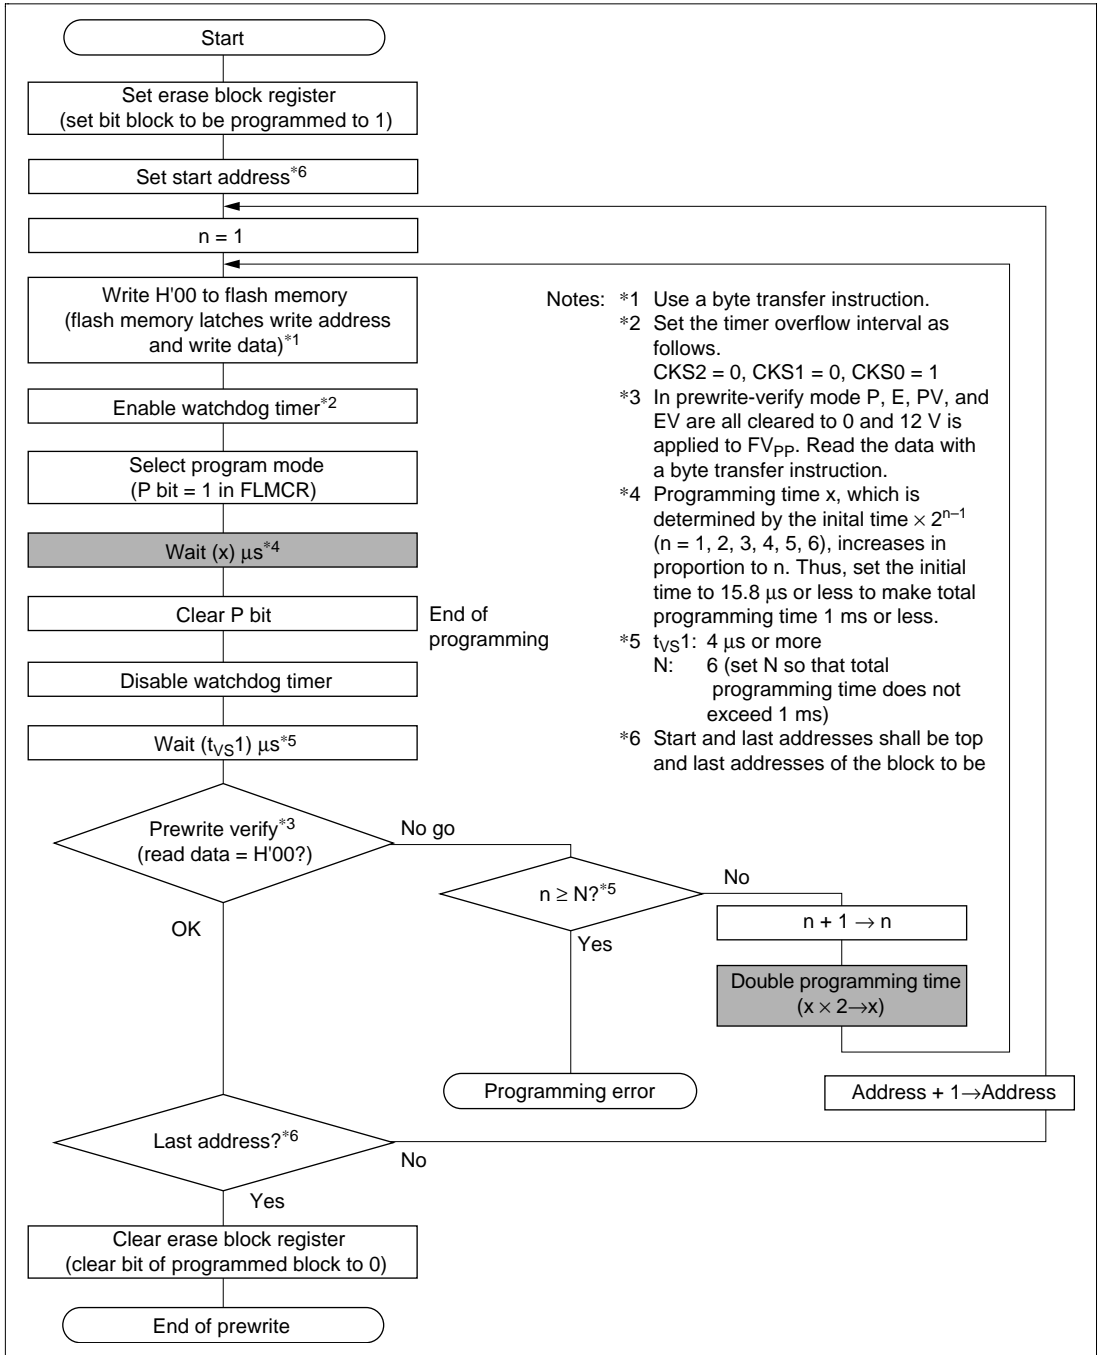 Start
Set erase block register
(set bit block to be programmed to 1)
Set start address*6
n = 1
Write H'00 to flash memory
(flash memory latches write address
and write data)*1
Enable watchdog timer*2
Select program mode
(P bit = 1 in FLMCR)
Wait (x) μs*4
Clear P bit
End of
programming
Disable watchdog timer
Wait (tVS1) μs*5
Prewrite verify*3
(read data = H'00?)
No go
OK
n ≥ N?*5
No
Yes
n + 1 → n
Double programming time
(x × 2→x)
Programming error
Address + 1→Address
Last address?*6
No
Yes
Clear erase block register
(clear bit of programmed block to 0)
End of prewrite
Notes: *1 Use a byte transfer instruction.
*2 Set the timer overflow interval as
follows.
CKS2 = 0, CKS1 = 0, CKS0 = 1
*3 In prewrite-verify mode P, E, PV, and
EV are all cleared to 0 and 12 V is
applied to FVPP. Read the data with
a byte transfer instruction.
*4 Programming time x, which is
determined by the inital time × 2n–1
(n = 1, 2, 3, 4, 5, 6), increases in
proportion to n. Thus, set the initial
time to 15.8 μs or less to make total
programming time 1 ms or less.
*5 tVS1: 4 μs or more
N: 6 (set N so that total
programming time does not
exceed 1 ms)
*6 Start and last addresses shall be top
and last addresses of the block to be